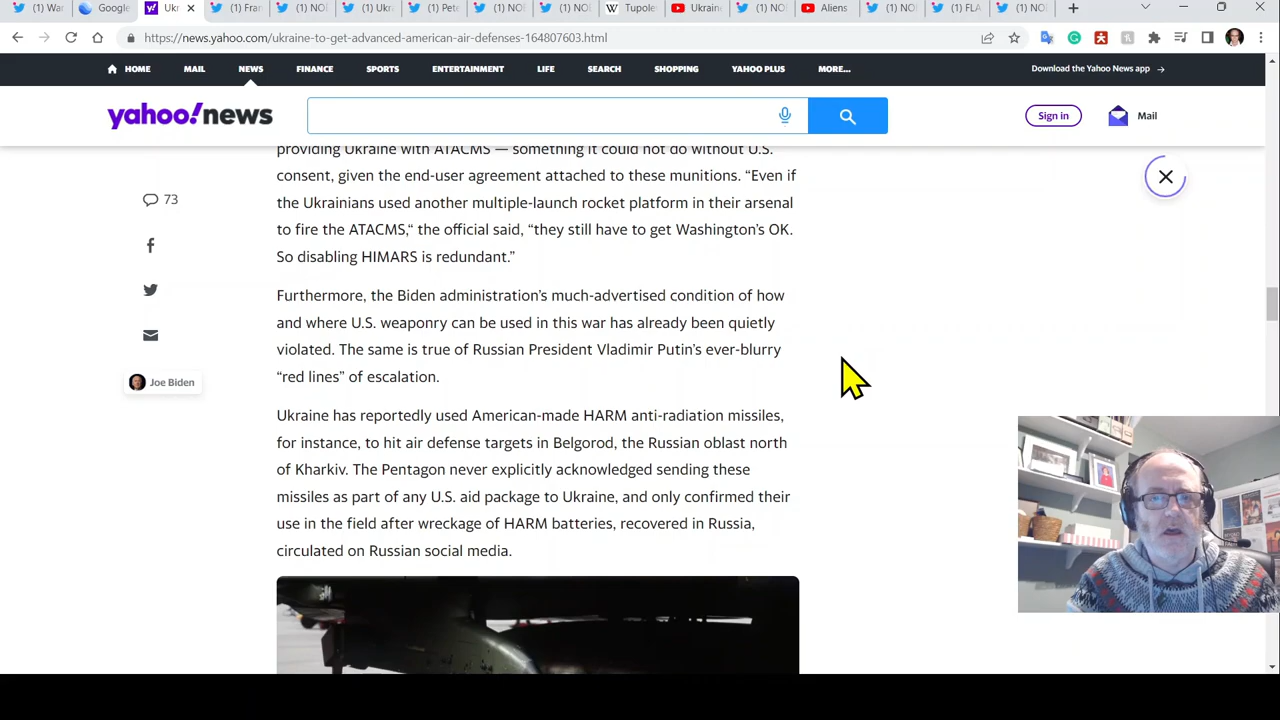 (1) Wa
Google
Ukr
(1) Fran
(1) NO
(1) Ukra
(1) Pete
(1) NO
(1) NO
Tupole
Ukrain
(1) NO
Aliens
(1) NO
(1) FLA
(1) NO
https://news.yahoo.com/ukraine-to-get-advanced-american-air-defenses-164807603.html
HOME MAIL NEWS FINANCE SPORTS ENTERTAINMENT LIFE SEARCH SHOPPING YAHOO PLUS MORE... Download the Yahoo News app →
yahoo!news
Sign in
Mail
providing Ukraine with ATACMS — something it could not do without U.S.
consent, given the end-user agreement attached to these munitions. “Even if
the Ukrainians used another multiple-launch rocket platform in their arsenal
to fire the ATACMS,“ the official said, “they still have to get Washington’s OK.
So disabling HIMARS is redundant.”
73
Furthermore, the Biden administration’s much-advertised condition of how
and where U.S. weaponry can be used in this war has already been quietly
violated. The same is true of Russian President Vladimir Putin’s ever-blurry
“red lines” of escalation.
Joe Biden
Ukraine has reportedly used American-made HARM anti-radiation missiles,
for instance, to hit air defense targets in Belgorod, the Russian oblast north
of Kharkiv. The Pentagon never explicitly acknowledged sending these
missiles as part of any U.S. aid package to Ukraine, and only confirmed their
use in the field after wreckage of HARM batteries, recovered in Russia,
circulated on Russian social media.